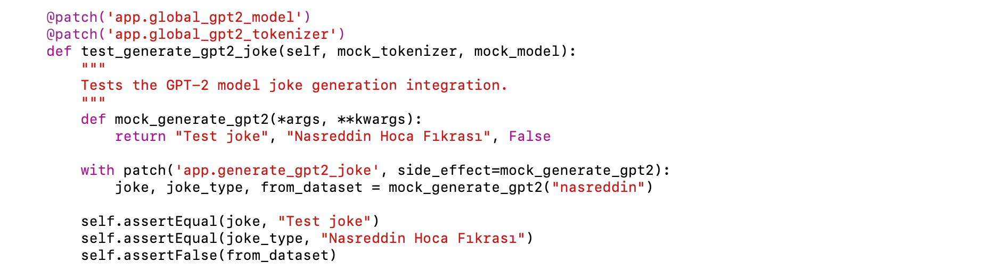 @patch('app.global_gpt2_model')
@patch('app.global_gpt2_tokenizer')
def test_generate_gpt2_joke(self, mock_tokenizer, mock_model):
    """
    Tests the GPT-2 model joke generation integration.
    """
    def mock_generate_gpt2(*args, **kwargs):
        return "Test joke", "Nasreddin Hoca Fıkrası", False

    with patch('app.generate_gpt2_joke', side_effect=mock_generate_gpt2):
        joke, joke_type, from_dataset = mock_generate_gpt2("nasreddin")

    self.assertEqual(joke, "Test joke")
    self.assertEqual(joke_type, "Nasreddin Hoca Fıkrası")
    self.assertFalse(from_dataset)